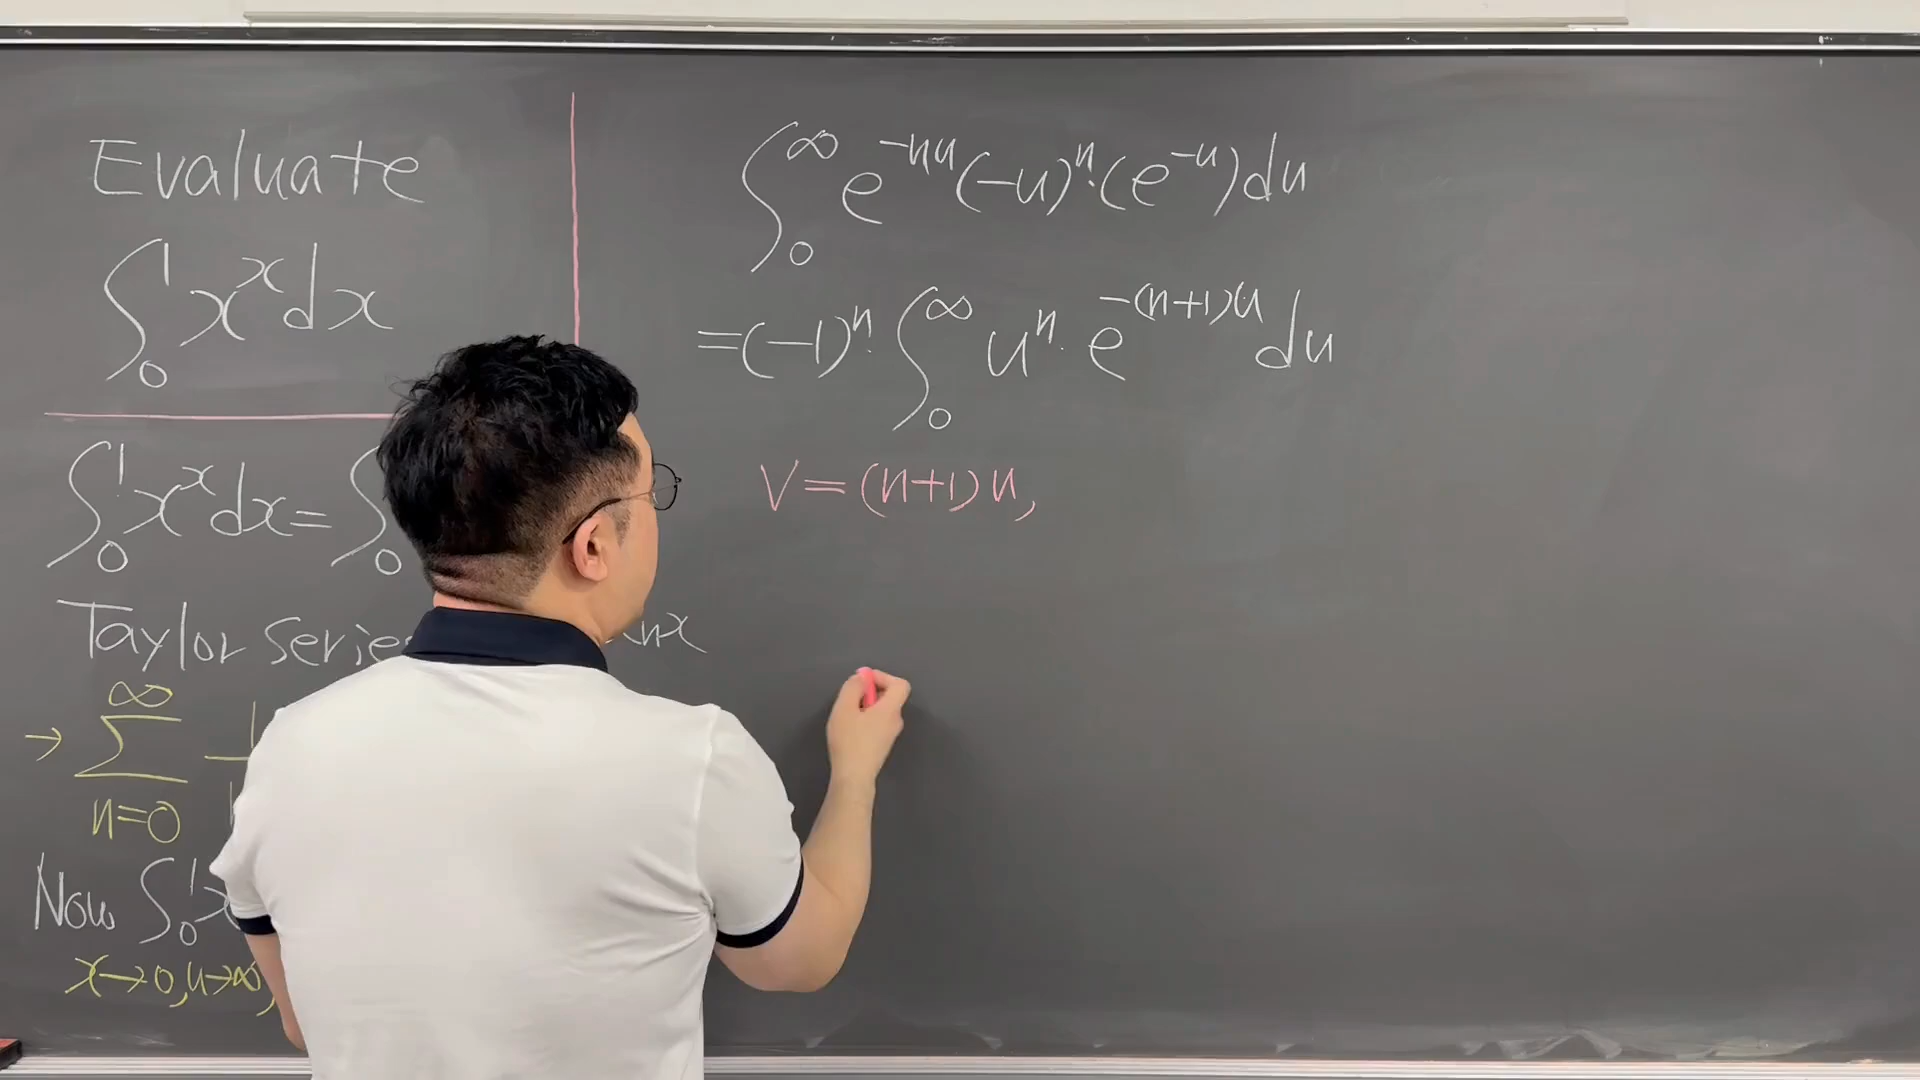 Evaluate
∫₀¹ xˣ dx
∫₀¹ xˣ dx = ∫₀
Taylor series
→ ∑ n=0 ∞ 1
Now ∫₀¹ x
x→0, u→∞,
∫₀^∞ e^(-nu) (-u)ⁿ · (e^(-u)) du
= (-1)ⁿ · ∫₀^∞ uⁿ · e^(-(n+1)u) du
V = (n+1)u,